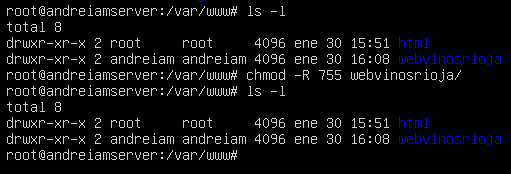 root@andreiamserver:/var/www# ls -l
total 8
drwxr-xr-x 2 root     root     4096 ene 30 15:51 html
drwxr-xr-x 2 andreiam andreiam 4096 ene 30 16:08 webvinosrioja
root@andreiamserver:/var/www# chmod -R 755 webvinosrioja/
root@andreiamserver:/var/www# ls -l
total 8
drwxr-xr-x 2 root     root     4096 ene 30 15:51 html
drwxr-xr-x 2 andreiam andreiam 4096 ene 30 16:08 webvinosrioja
root@andreiamserver:/var/www#